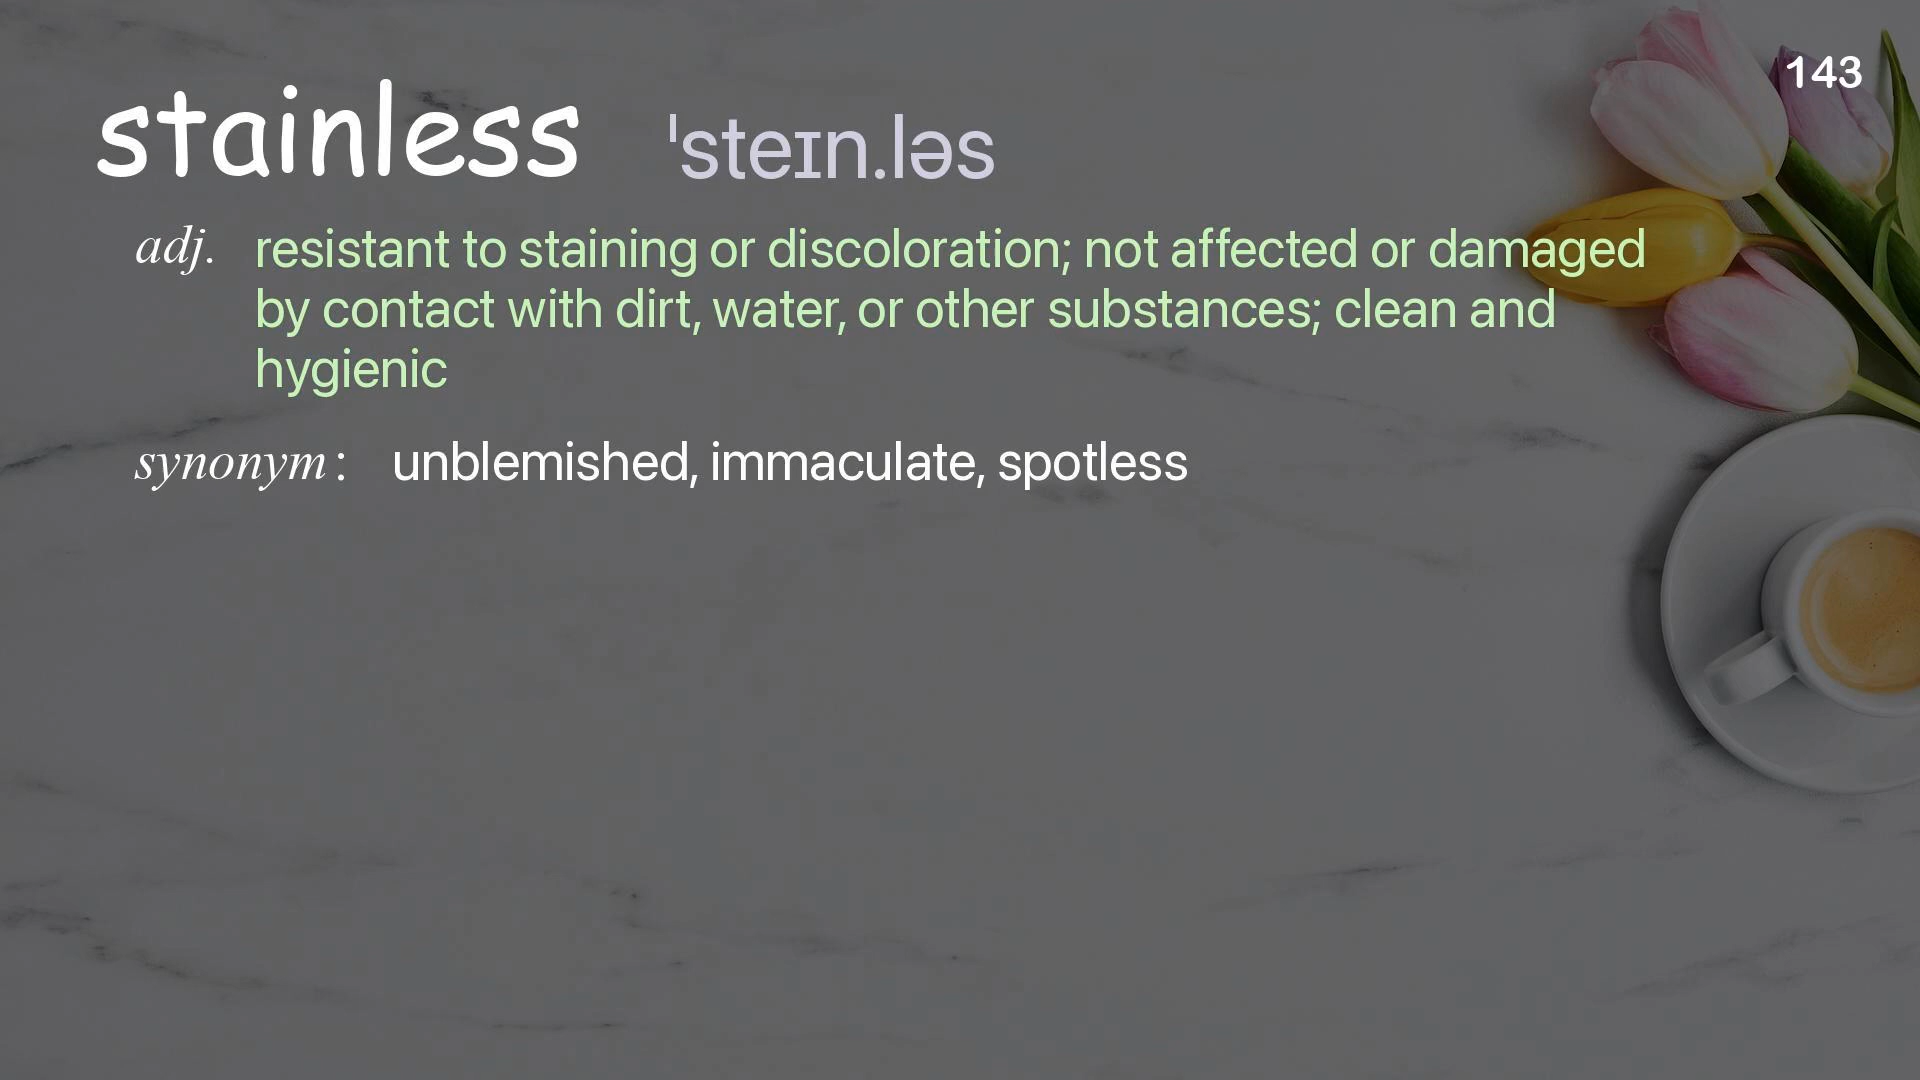 143
stainless ˈsteɪn.ləs
adj. resistant to staining or discoloration; not affected or damaged
by contact with dirt, water, or other substances; clean and
hygienic
synonym: unblemished, immaculate, spotless